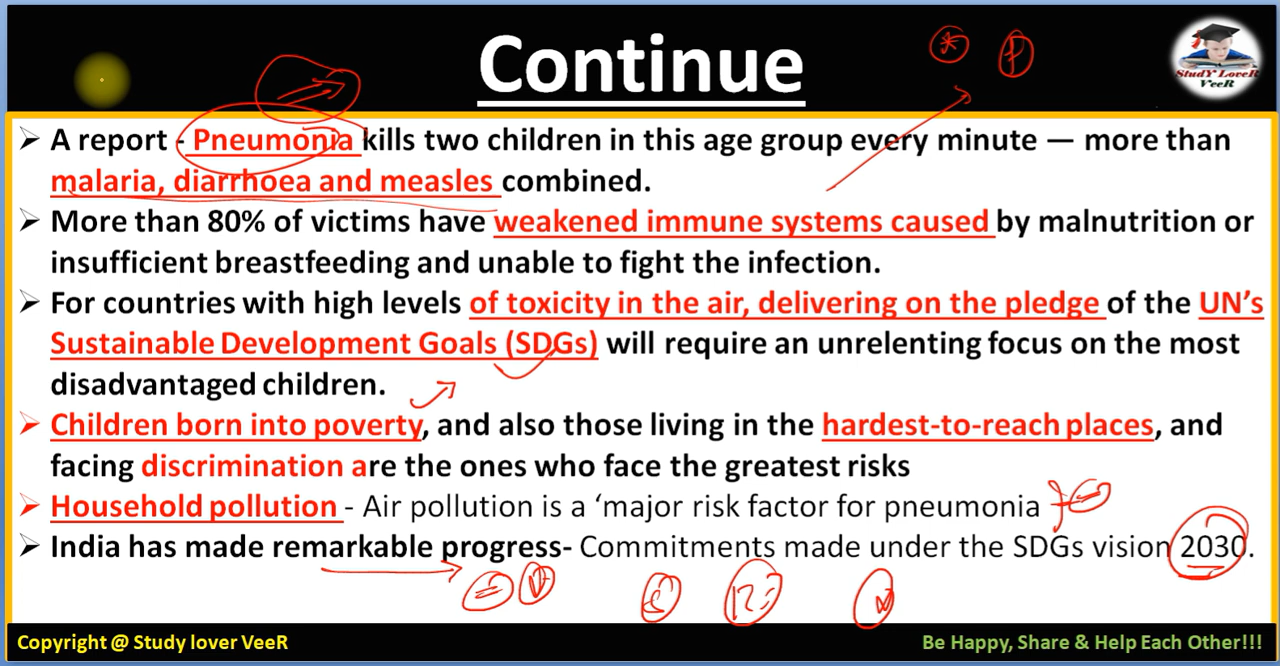 Continue
StudY LoveR
VeeR
➢ A report - Pneumonia kills two children in this age group every minute — more than
malaria, diarrhoea and measles combined.
➢ More than 80% of victims have weakened immune systems caused by malnutrition or
insufficient breastfeeding and unable to fight the infection.
➢ For countries with high levels of toxicity in the air, delivering on the pledge of the UN’s
Sustainable Development Goals (SDGs) will require an unrelenting focus on the most
disadvantaged children.
➢ Children born into poverty, and also those living in the hardest-to-reach places, and
facing discrimination are the ones who face the greatest risks
➢ Household pollution - Air pollution is a ‘major risk factor for pneumonia
➢ India has made remarkable progress- Commitments made under the SDGs vision 2030.
Copyright @ Study lover VeeR
Be Happy, Share & Help Each Other!!!